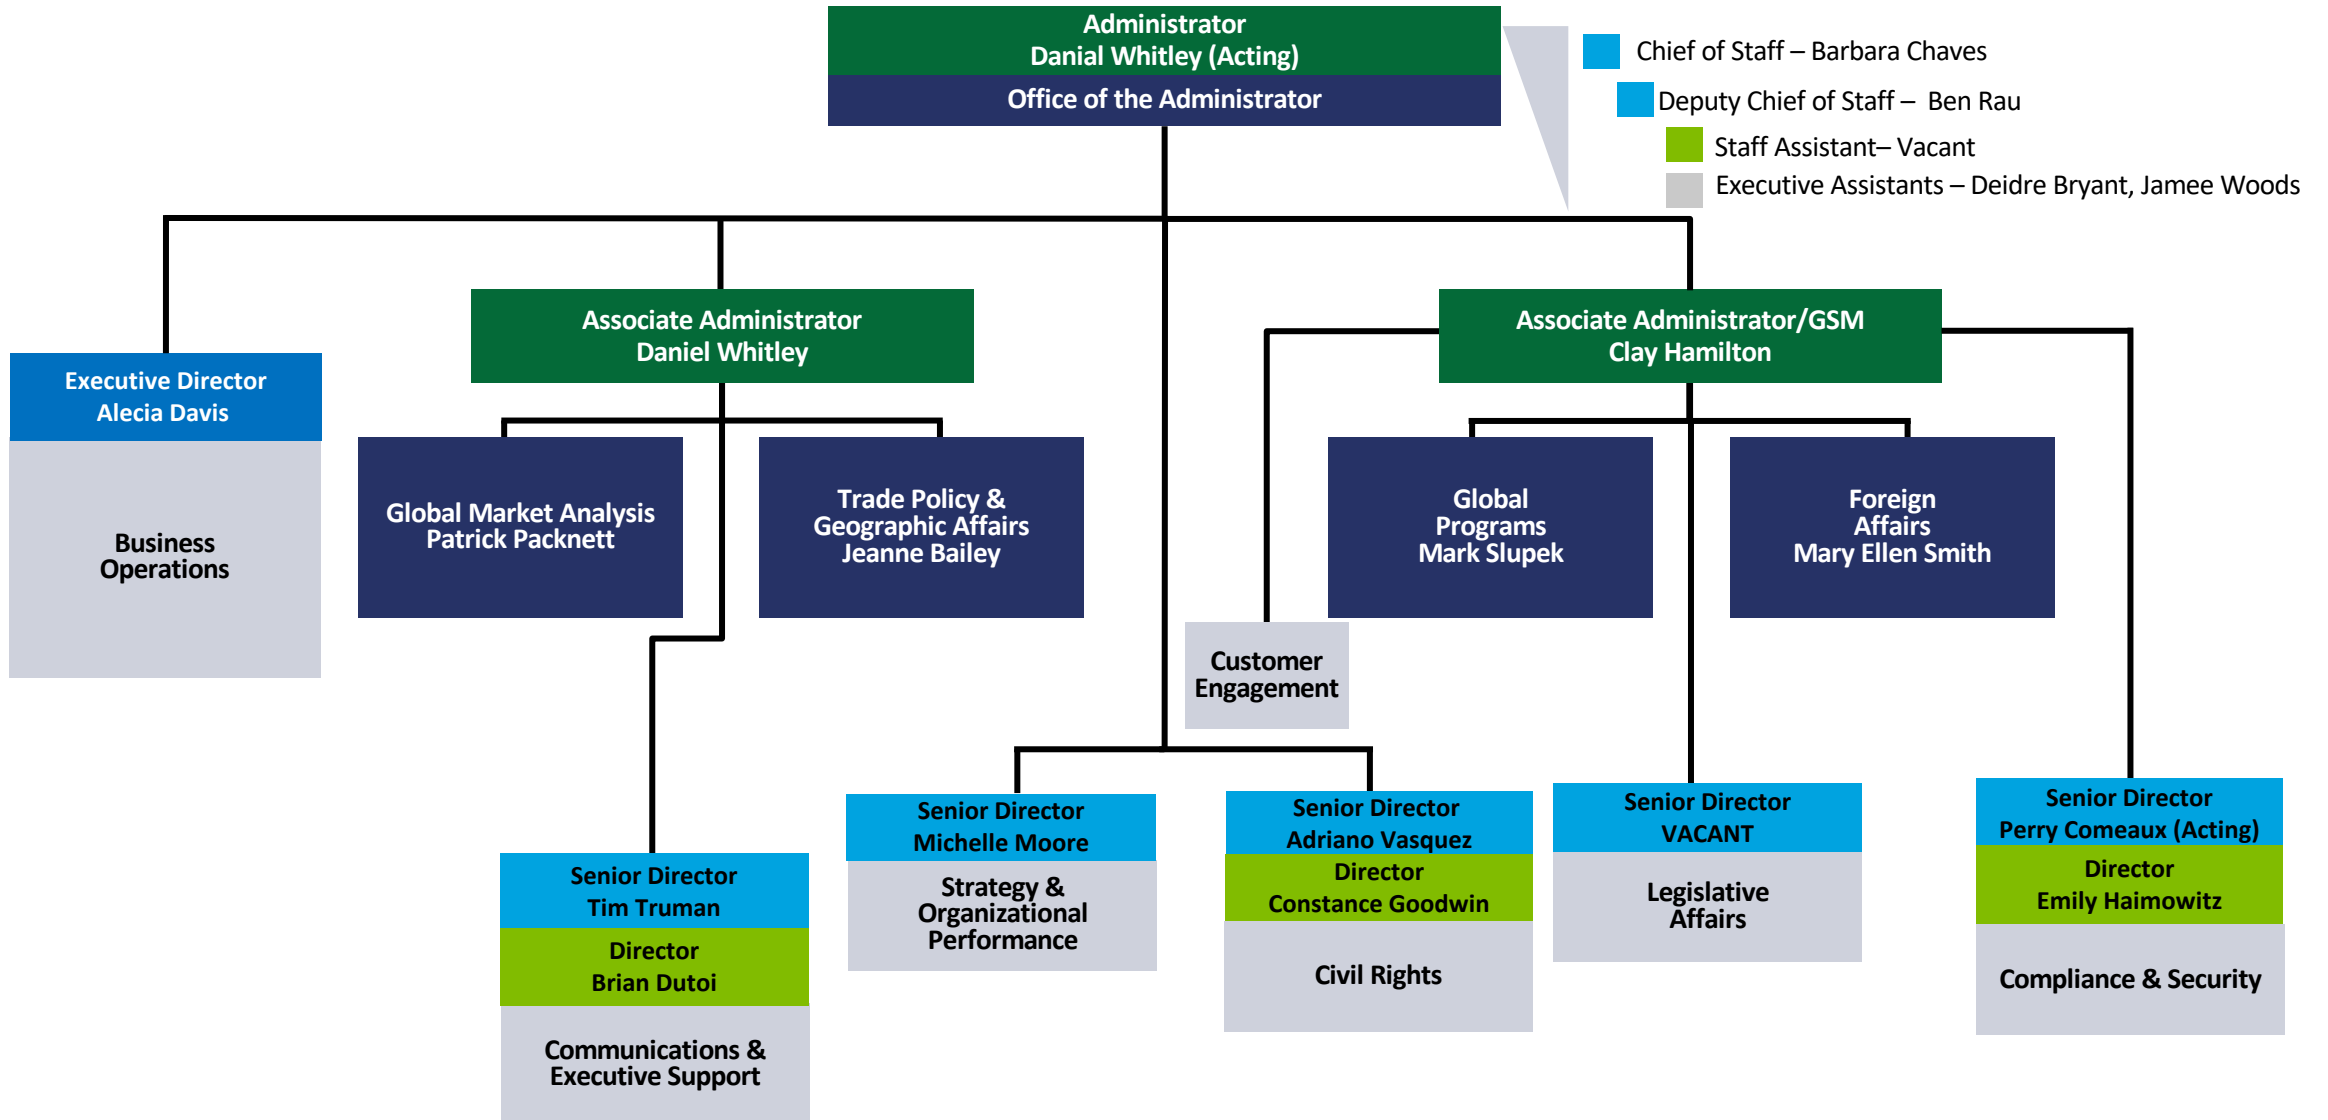 Administrator
Danial Whitley (Acting)
Office of the Administrator
Chief of Staff – Barbara Chaves
Deputy Chief of Staff –  Ben Rau
Staff Assistant– Vacant
Executive Assistants – Deidre Bryant, Jamee Woods
Executive Director
Alecia Davis
Business
Operations
Associate Administrator
Daniel Whitley
Global Market Analysis
Patrick Packnett
Trade Policy &
Geographic Affairs
Jeanne Bailey
Associate Administrator/GSM
Clay Hamilton
Global
Programs
Mark Slupek
Foreign
Affairs
Mary Ellen Smith
Customer
Engagement
Senior Director
Tim Truman
Director
Brian Dutoi
Communications &
Executive Support
Senior Director
Michelle Moore
Strategy &
Organizational
Performance
Senior Director
Adriano Vasquez
Director
Constance Goodwin
Civil Rights
Senior Director
VACANT
Legislative
Affairs
Senior Director
Perry Comeaux (Acting)
Director
Emily Haimowitz
Compliance & Security